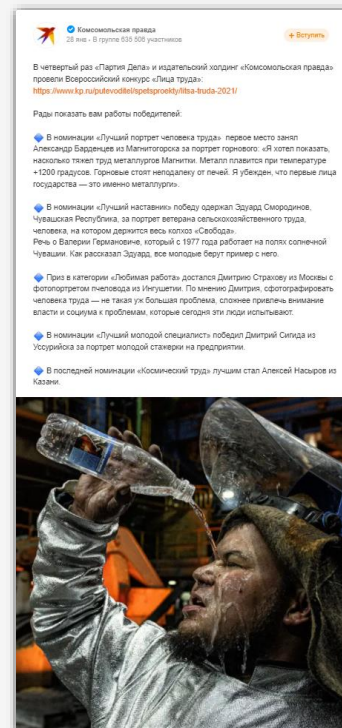 Комсомольская правда
28 янв - В группе 635 506 участников
+ Вступить
В четвертый раз «Партия Дела» и издательский холдинг «Комсомольская правда»
провели Всероссийский конкурс «Лица труда»:
https://www.kp.ru/putevoditel/spetsproekty/litsa-truda-2021/
Рады показать вам работы победителей:
В номинации «Лучший портрет человека труда» первое место занял
Александр Барденцев из Магнитогорска за портрет горнового: «Я хотел показать,
насколько тяжел труд металлургов Магнитки. Металл плавится при температуре
+1200 градусов. Горновые стоят неподалеку от печей. Я убежден, что первые лица
государства — это именно металлурги».
В номинации «Лучший наставник» победу одержал Эдуард Смородинов,
Чувашская Республика, за портрет ветерана сельскохозяйственного труда,
человека, на котором держится весь колхоз «Свобода».
Речь о Валерии Германовиче, который с 1977 года работает на полях солнечной
Чувашии. Как рассказал Эдуард, все молодые берут пример с него.
Приз в категории «Любимая работа» достался Дмитрию Страхову из Москвы с
фотопортретом пчеловода из Ингушетии. По мнению Дмитрия, сфотографировать
человека труда — не такая уж большая проблема, сложнее привлечь внимание
власти и социума к проблемам, которые сегодня эти люди испытывают.
В номинации «Лучший молодой специалист» победил Дмитрий Сигида из
Уссурийска за портрет молодой стажерки на предприятии.
В последней номинации «Космический труд» лучшим стал Алексей Насыров из
Казани.